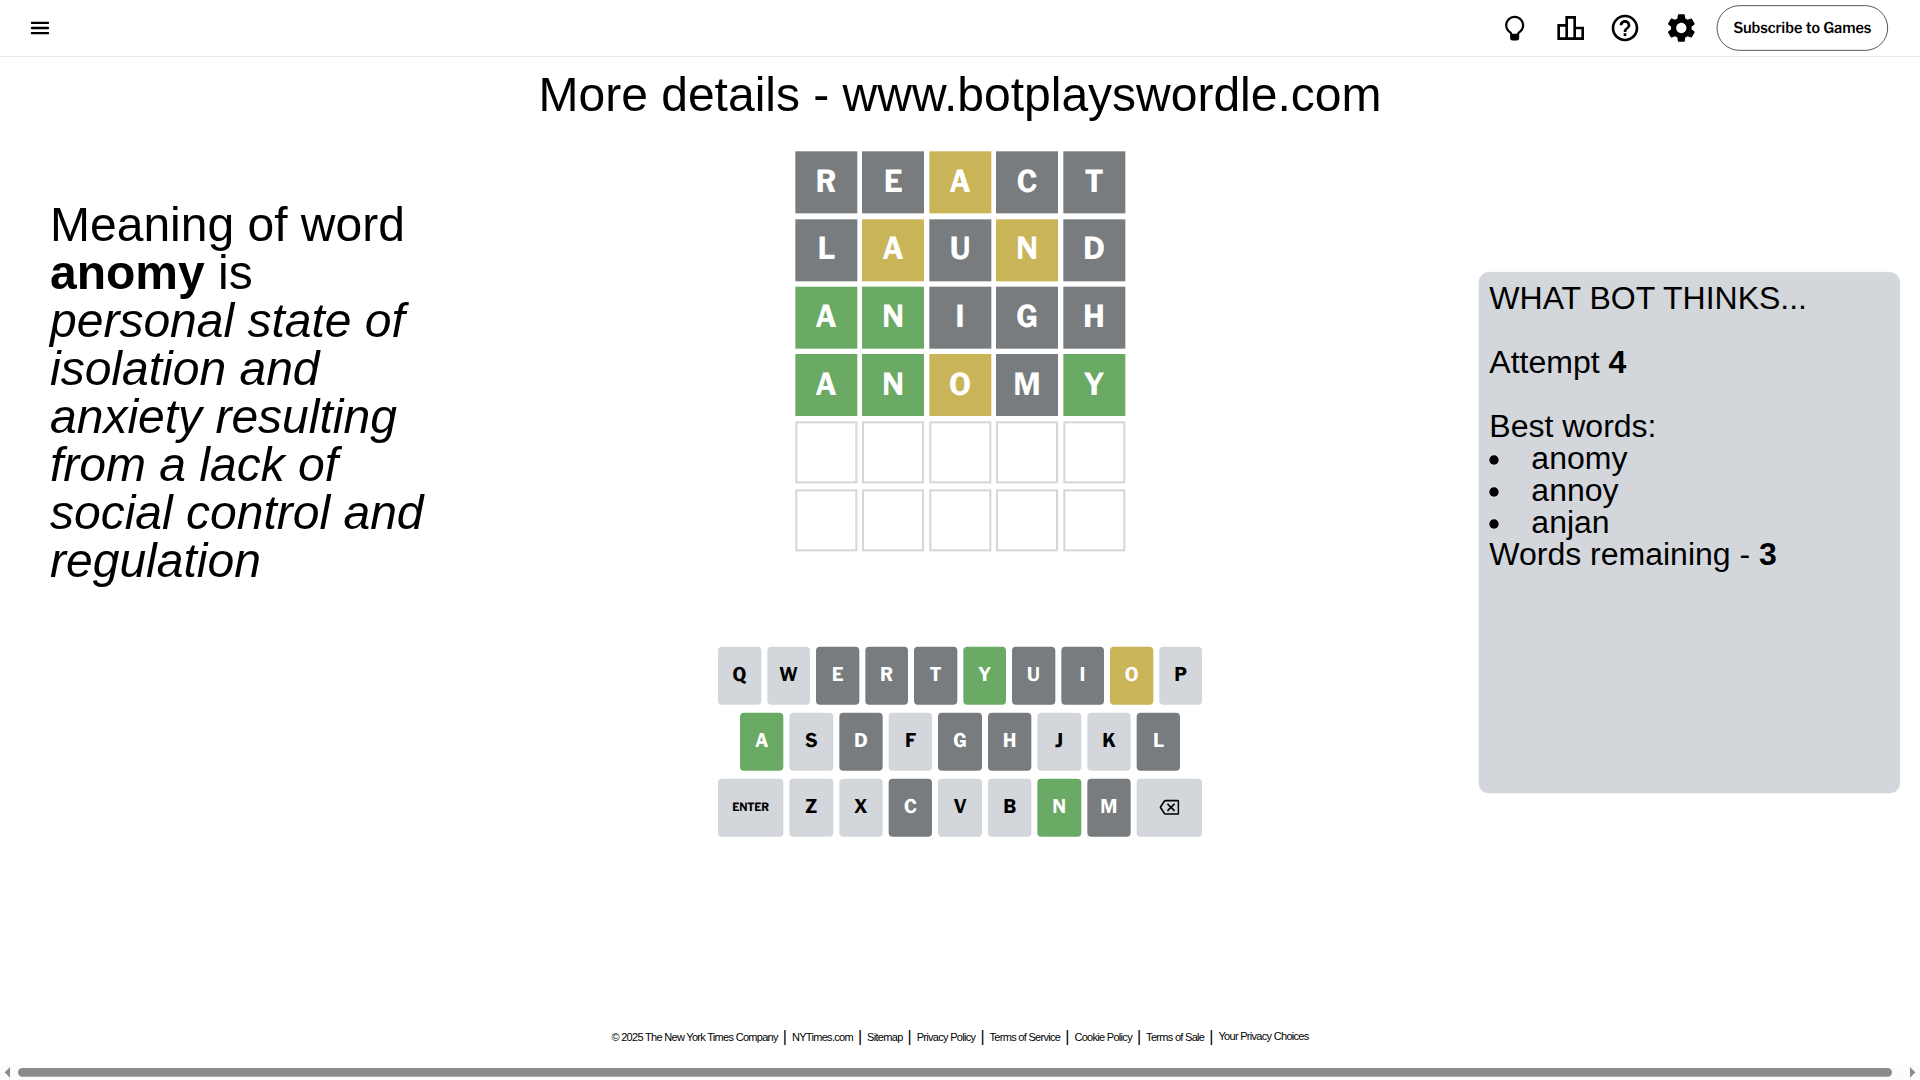 Subscribe to Games
More details - www.botplayswordle.com
Meaning of word
anomy is
personal state of
isolation and
anxiety resulting
from a lack of
social control and
regulation
R E A C T
L A U N D
A N I G H
A N O M Y
WHAT BOT THINKS...
Attempt 4
Best words:
• anomy
• annoy
• anjan
Words remaining - 3
Q W E R T Y U I O P
A S D F G H J K L
ENTER Z X C V B N M
© 2025 The New York Times Company | NYTimes.com | Sitemap | Privacy Policy | Terms of Service | Cookie Policy | Terms of Sale | Your Privacy Choices